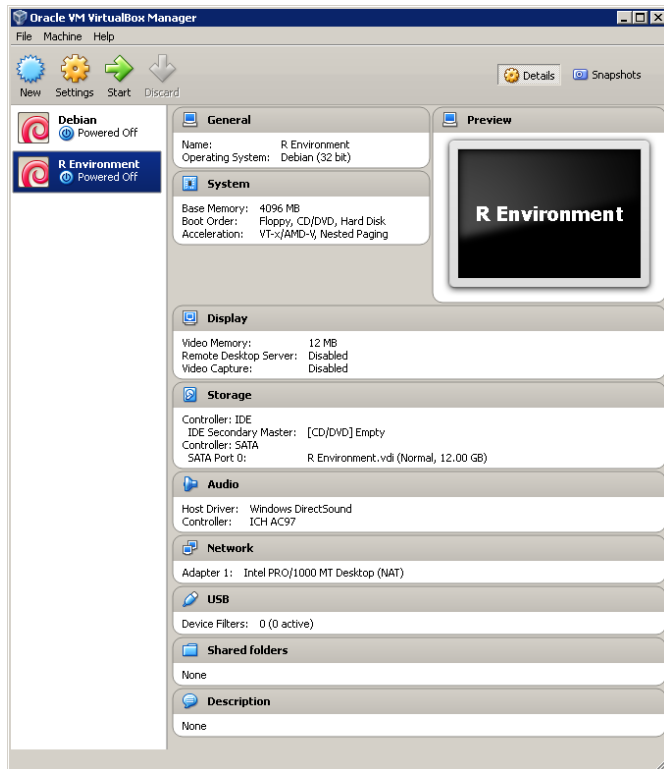 Oracle VM VirtualBox Manager
File Machine Help
New Settings Start Discard
Details Snapshots
Debian
Powered Off
R Environment
Powered Off
General
Name: R Environment
Operating System: Debian (32 bit)
System
Base Memory: 4096 MB
Boot Order: Floppy, CD/DVD, Hard Disk
Acceleration: VT-x/AMD-V, Nested Paging
Preview
R Environment
Display
Video Memory: 12 MB
Remote Desktop Server: Disabled
Video Capture: Disabled
Storage
Controller: IDE
IDE Secondary Master: [CD/DVD] Empty
Controller: SATA
SATA Port 0: R Environment.vdi (Normal, 12.00 GB)
Audio
Host Driver: Windows DirectSound
Controller: ICH AC97
Network
Adapter 1: Intel PRO/1000 MT Desktop (NAT)
USB
Device Filters: 0 (0 active)
Shared folders
None
Description
None